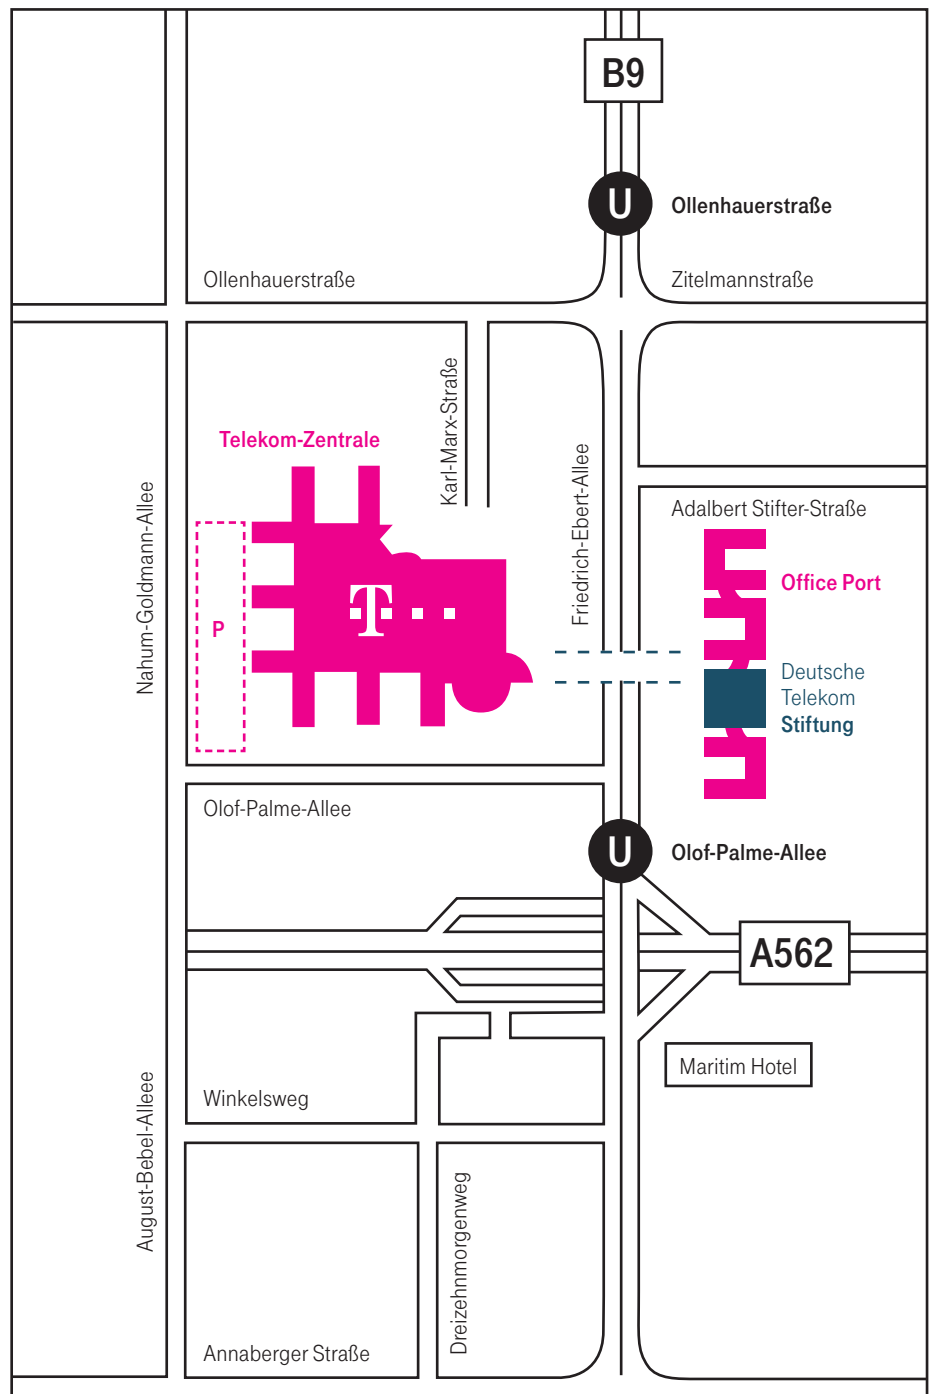 B9
U
Ollenhauerstraße
Ollenhauerstraße
Zitelmannstraße
Karl-Marx-Straße
Telekom-Zentrale
Friedrich-Ebert-Allee
Nahum-Goldmann-Allee
Adalbert Stifter-Straße
Office Port
T
P
Deutsche
Telekom
Stiftung
Olof-Palme-Allee
U
Olof-Palme-Allee
A562
Maritim Hotel
Winkelsweg
August-Bebel-Alleee
Dreizehnmorgenweg
Annaberger Straße